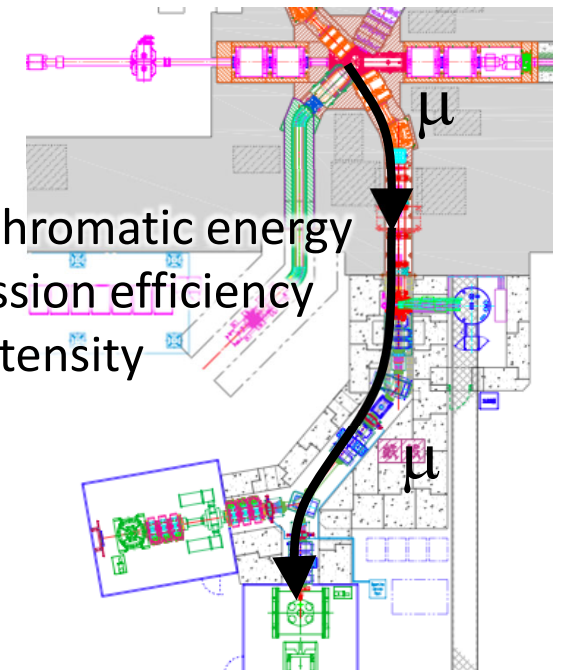 μ
hromatic energy
ssion efficiency
tensity
μ